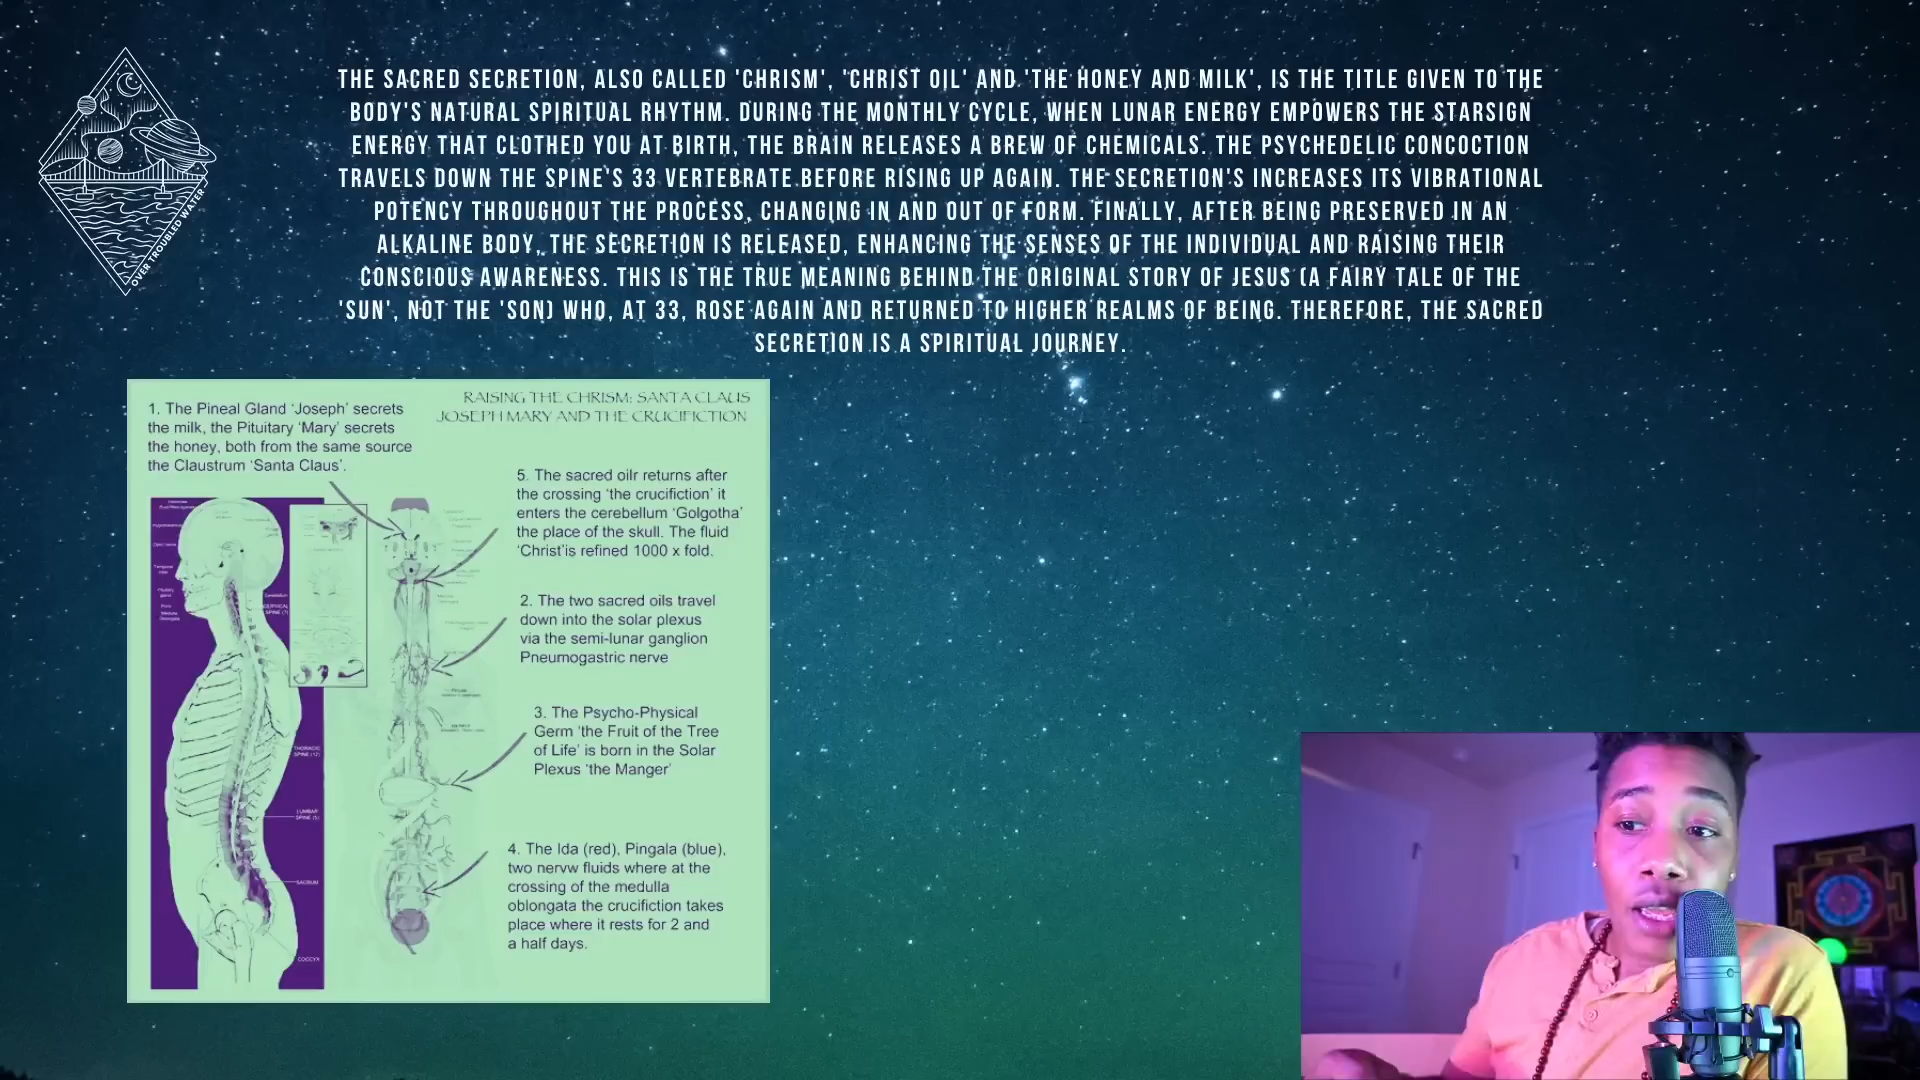 THE SACRED SECRETION, ALSO CALLED 'CHRISM', 'CHRIST OIL' AND 'THE HONEY AND MILK', IS THE TITLE GIVEN TO THE
BODY'S NATURAL SPIRITUAL RHYTHM. DURING THE MONTHLY CYCLE, WHEN LUNAR ENERGY EMPOWERS THE STARSIGN
ENERGY THAT CLOTHED YOU AT BIRTH, THE BRAIN RELEASES A BREW OF CHEMICALS. THE PSYCHEDELIC CONCOCTION
TRAVELS DOWN THE SPINE'S 33 VERTEBRATE BEFORE RISING UP AGAIN. THE SECRETION'S INCREASES ITS VIBRATIONAL
POTENCY THROUGHOUT THE PROCESS, CHANGING IN AND OUT OF FORM. FINALLY, AFTER BEING PRESERVED IN AN
ALKALINE BODY, THE SECRETION IS RELEASED, ENHANCING THE SENSES OF THE INDIVIDUAL AND RAISING THEIR
CONSCIOUS AWARENESS. THIS IS THE TRUE MEANING BEHIND THE ORIGINAL STORY OF JESUS (A FAIRY TALE OF THE
'SUN', NOT THE 'SON) WHO, AT 33, ROSE AGAIN AND RETURNED TO HIGHER REALMS OF BEING. THEREFORE, THE SACRED
SECRETION IS A SPIRITUAL JOURNEY.
OVER TROUBLED WATER
RAISING THE CHRISM: SANTA CLAUS
JOSEPH MARY AND THE CRUCIFICTION
1. The Pineal Gland 'Joseph' secrets
the milk, the Pituitary 'Mary' secrets
the honey, both from the same source
the Claustrum 'Santa Claus'.
5. The sacred oilr returns after
the crossing 'the crucifiction' it
enters the cerebellum 'Golgotha'
the place of the skull. The fluid
'Christ'is refined 1000 x fold.
2. The two sacred oils travel
down into the solar plexus
via the semi-lunar ganglion
Pneumogastric nerve
3. The Psycho-Physical
Germ 'the Fruit of the Tree
of Life' is born in the Solar
Plexus 'the Manger'
4. The Ida (red), Pingala (blue),
two nervw fluids where at the
crossing of the medulla
oblongata the crucifiction takes
place where it rests for 2 and
a half days.
THORACIC
SPINE (12)
LUMBAR
SPINE (5)
SACRUM
COCCYX